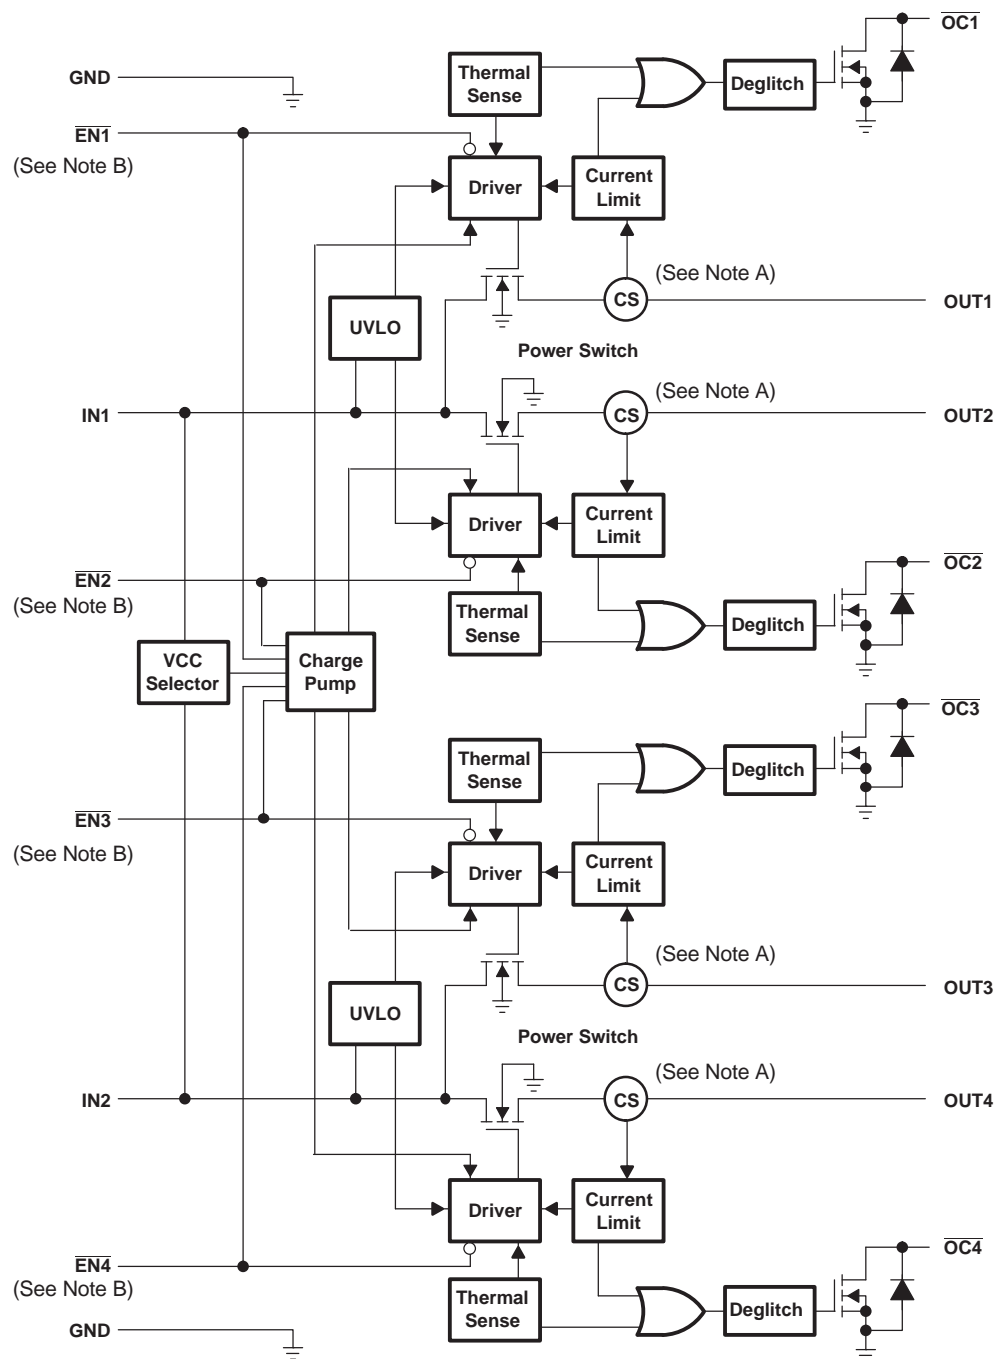 OC1
Thermal
Sense
Deglitch
GND
EN1
(See Note B)
Driver
Current
Limit
(See Note A)
CS
OUT1
UVLO
Power Switch
(See Note A)
IN1
CS
OUT2
Driver
Current
Limit
OC2
EN2
(See Note B)
Thermal
Sense
Deglitch
VCC
Selector
Charge
Pump
OC3
Thermal
Sense
Deglitch
EN3
(See Note B)
Driver
Current
Limit
(See Note A)
CS
OUT3
UVLO
Power Switch
(See Note A)
IN2
CS
OUT4
Driver
Current
Limit
OC4
EN4
(See Note B)
Thermal
Sense
Deglitch
GND